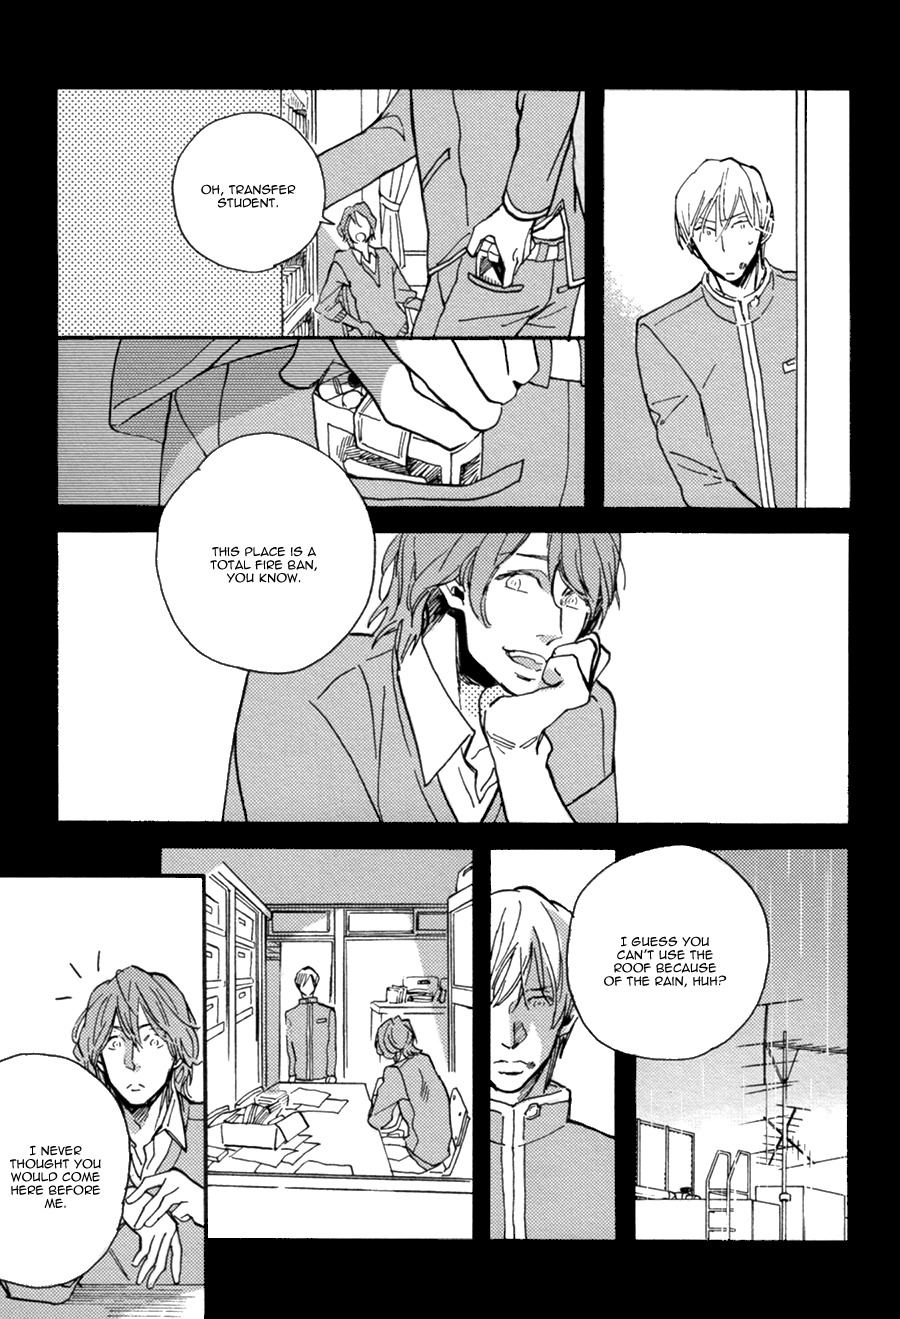 OH, TRANSFER
STUDENT.
THIS PLACE IS A
TOTAL FIRE BAN,
YOU KNOW.
I GUESS YOU
CAN'T USE THE
ROOF BECAUSE
OF THE RAIN, HUH?
I NEVER
THOUGHT YOU
WOULD COME
HERE BEFORE
ME.